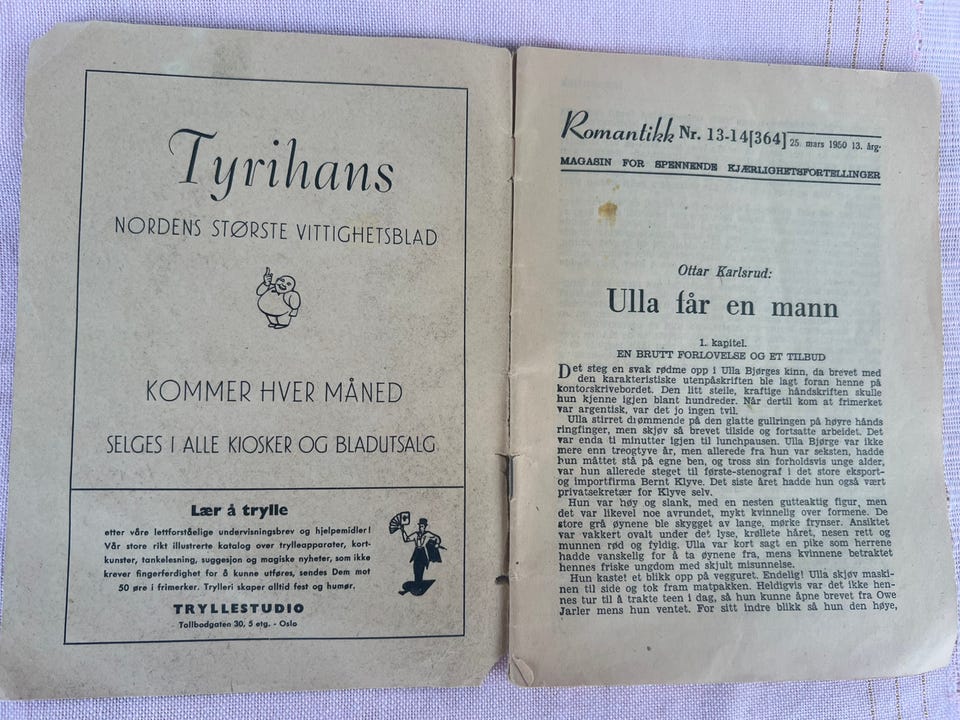 Tyrihans
NORDENS STØRSTE VITTIGHETSBLAD
KOMMER HVER MÅNED
SELGES I ALLE KIOSKER OG BLADUTSALG
Lær å trylle
etter våre lettforståelige undervisningsbrev og hjelpemidler!
Vår store rikt illustrerte katalog over trylleapparater, kort-
kunster, tankelesning, suggesjon og magiske nyheter, som ikke
krever fingerferdighet for å kunne utføres, sendes Dem mot
50 øre i frimerker. Trylleri skaper alltid fest og humør.
TRYLLESTUDIO
Tollbodgaten 30, 5 etg. - Oslo
Romantikk Nr. 13-14[364] 25. mars 1950 13. årg.
MAGASIN FOR SPENNENDE KJÆRLIGHETSFORTELLINGER
Ottar Karlsrud:
Ulla får en mann
1. kapitel.
EN BRUTT FORLOVELSE OG ET TILBUD
Det steg en svak rødme opp i Ulla Bjørges kinn, da brevet med
den karakteristiske utenpåskriften ble lagt foran henne på
kontorskrivebordet. Den litt steile, kraftige håndskriften skulle
hun kjenne igjen blant hundreder. Når dertil kom at frimerket
var argentisk, var det jo ingen tvil.
Ulla stirret drømmende på den glatte gullringen på høyre hånds
ringfinger, men skjøv så brevet tilside og fortsatte arbeidet. Det
var enda ti minutter igjen til lunchpausen. Ulla Bjørge var ikke
mere enn treogtyve år, men allerede fra hun var seksten, hadde
hun måttet stå på egne ben, og tross sin forholdsvis unge alder,
var hun allerede steget til første-stenograf i det store eksport-
og importfirma Bernt Klyve. Det siste året hadde hun også vært
privatsekretær for Klyve selv.
Hun var høy og slank, med en nesten gutteaktig figur, men
det var likevel noe avrundet, mykt kvinnelig over formene. De
store grå øynene ble skygget av lange, mørke frynser. Ansiktet
var vakkert ovalt under det lyse, krøllete håret, nesen rett og
munnen rød og fyldig. Ulla var kort sagt en pike som herrene
hadde vanskelig for å ta øynene fra, mens kvinnene betraktet
hennes friske ungdom med skjult misunnelse.
Hun kastet et blikk opp på vegguret. Endelig! Ulla skjøv maski-
nen til side og tok fram matpakken. Heldigvis var det ikke hen-
nes tur til å trakte teen i dag, så hun kunne åpne brevet fra Owe
Jarler mens hun ventet. For sitt indre blikk så hun den høye,